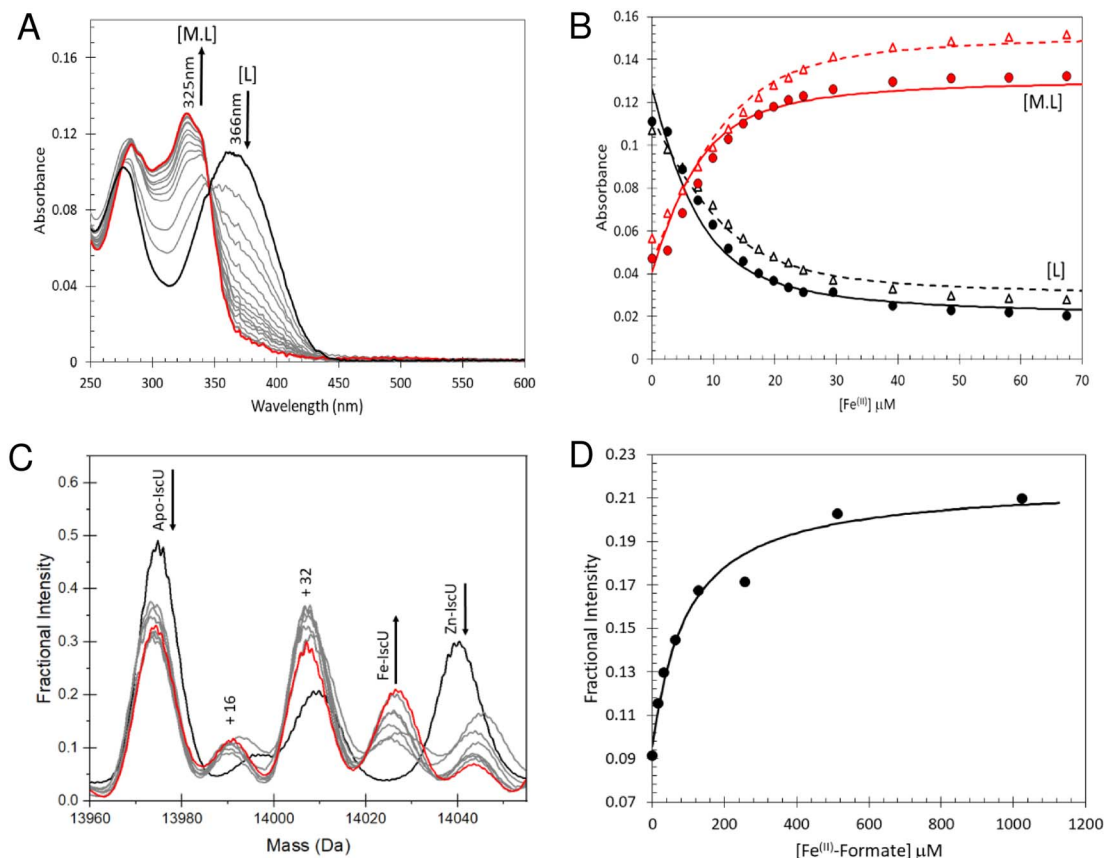 A
[M.L]
[L]
325nm
366nm
Absorbance
0.16
0.12
0.08
0.04
0
250
300
350
400
450
500
550
600
Wavelength (nm)
B
[M.L]
[L]
Absorbance
0.16
0.14
0.12
0.10
0.08
0.06
0.04
0.02
0
0
10
20
30
40
50
60
70
[Fe(II)] μM
C
Apo-IscU
+ 16
+ 32
Fe-IscU
Zn-IscU
Fractional Intensity
0.6
0.5
0.4
0.3
0.2
0.1
0.0
13960
13980
14000
14020
14040
Mass (Da)
D
Fractional Intensity
0.23
0.21
0.19
0.17
0.15
0.13
0.11
0.09
0.07
0
200
400
600
800
1000
1200
[Fe(II)-Formate] μM